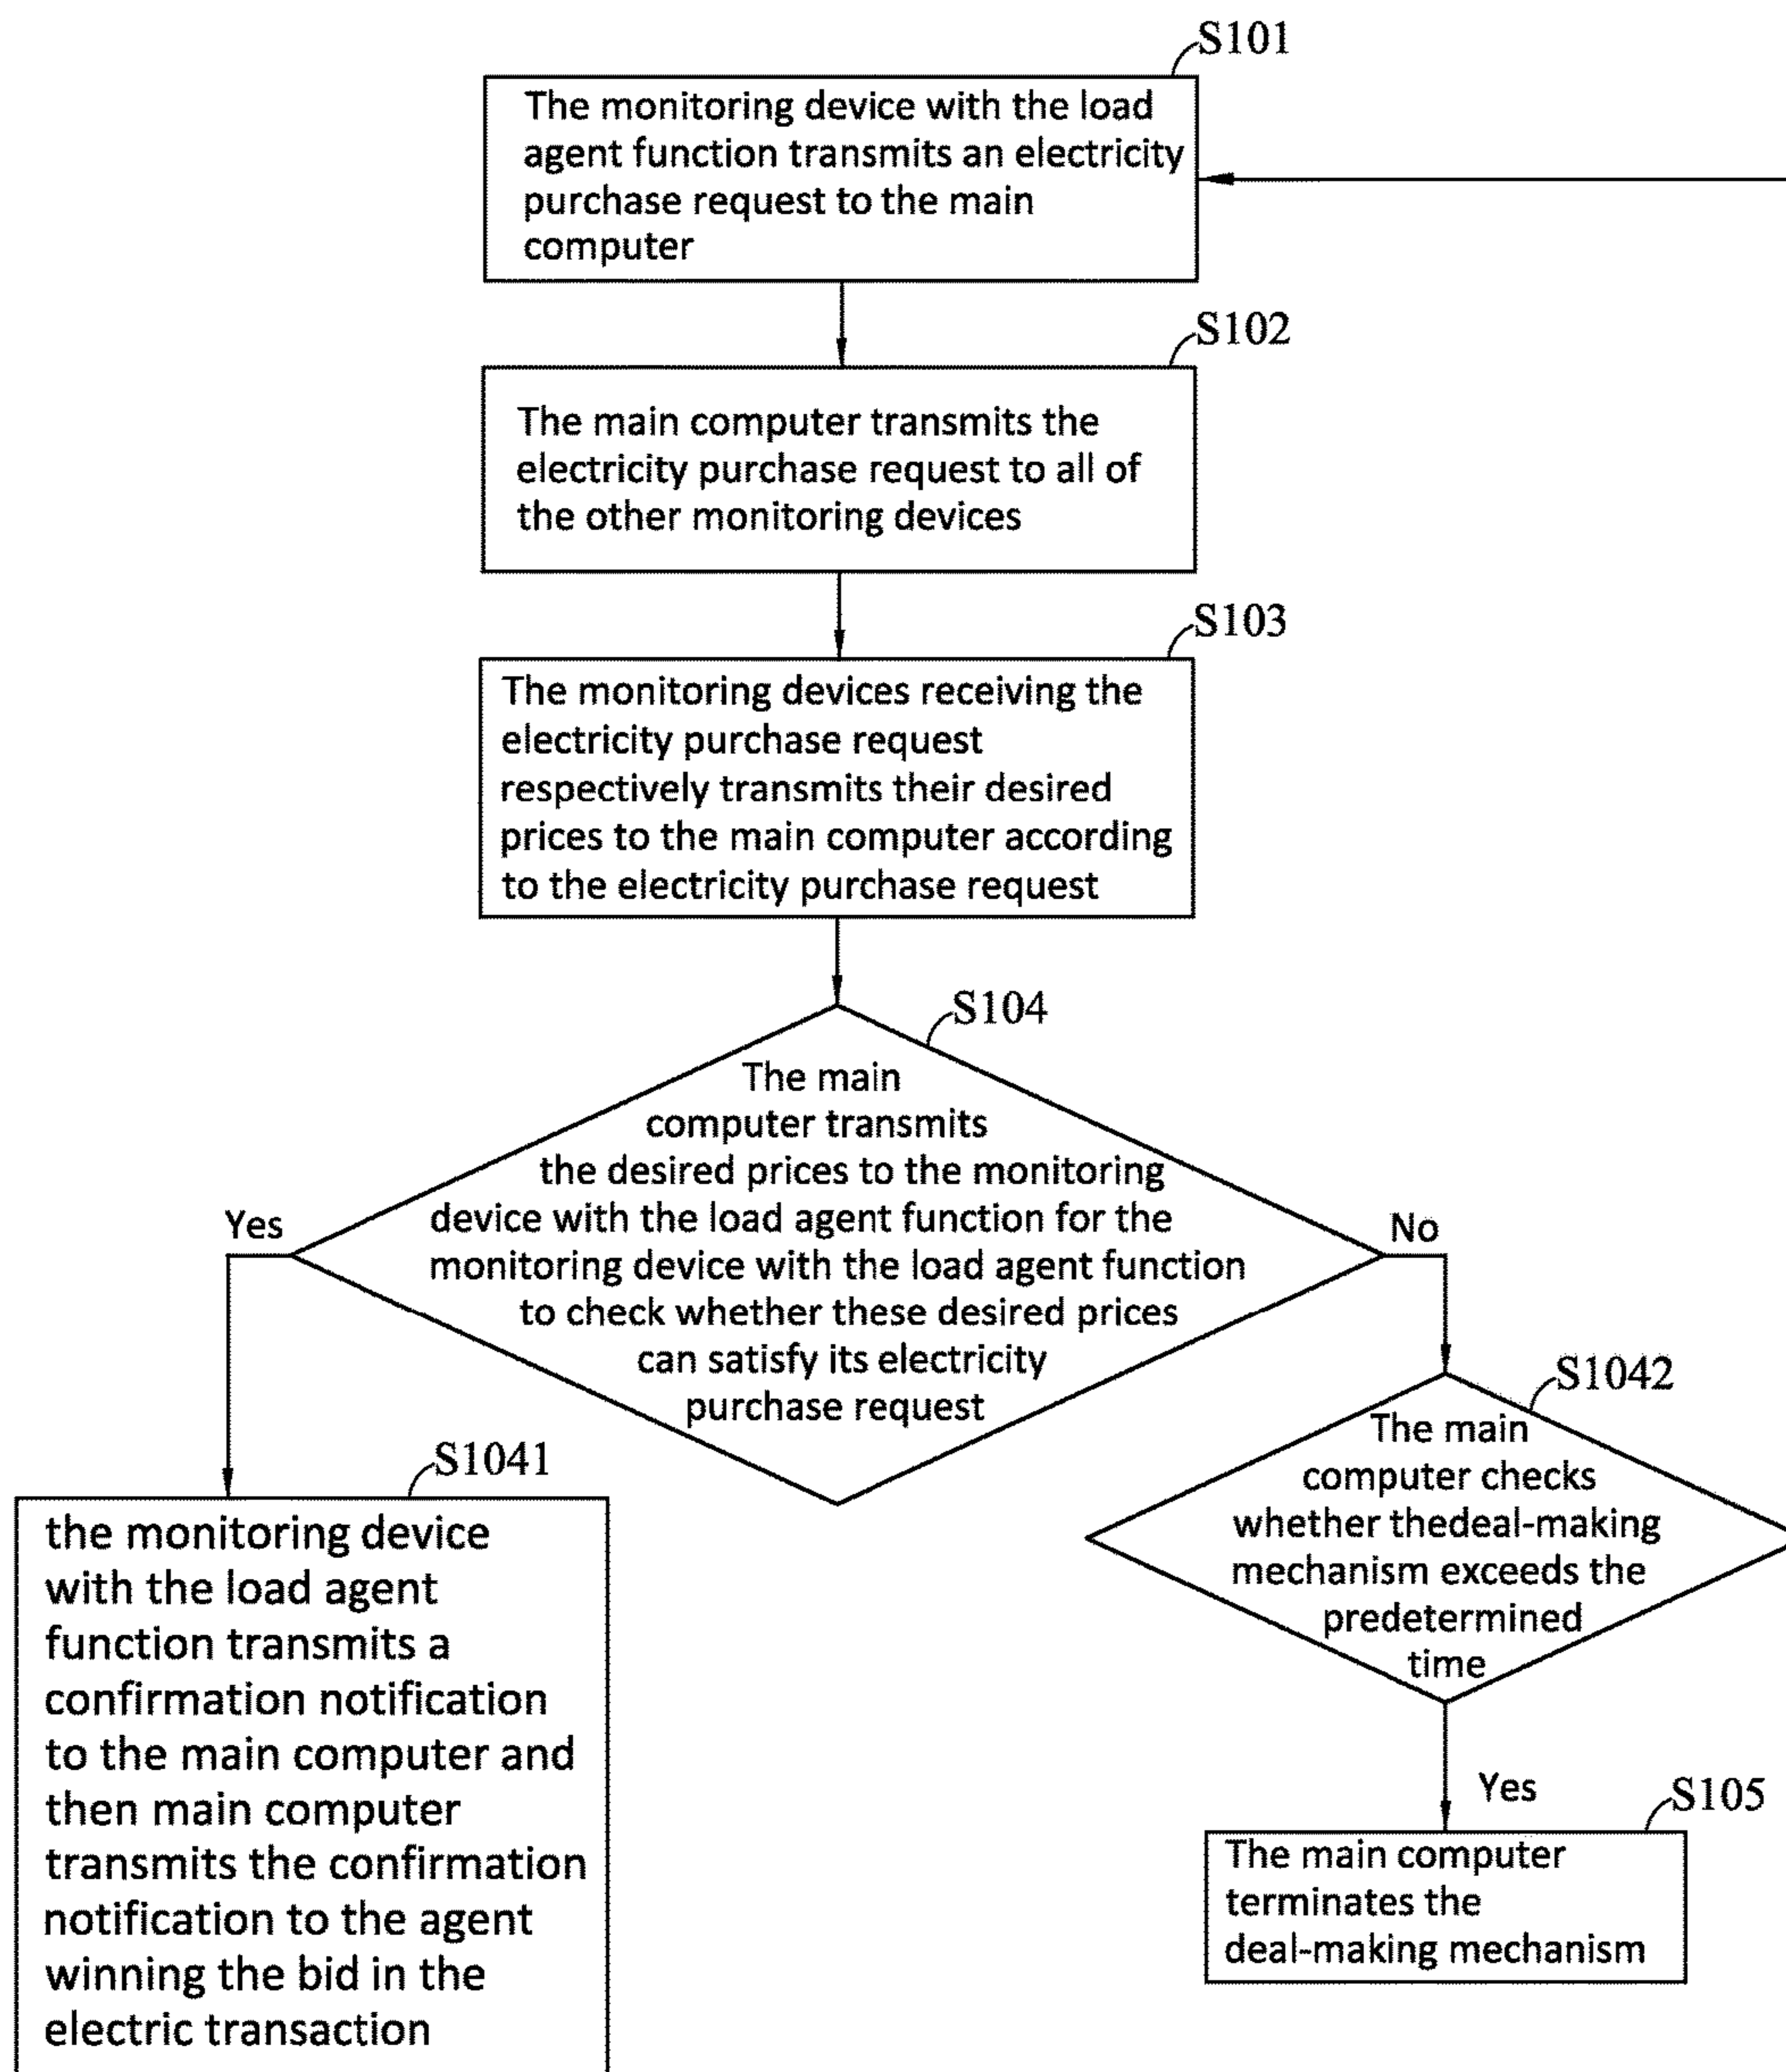 S101
The monitoring device with the load
agent function transmits an electricity
purchase request to the main
computer
S102
The main computer transmits the
electricity purchase request to all of
the other monitoring devices
S103
The monitoring devices receiving the
electricity purchase request
respectively transmits their desired
prices to the main computer according
to the electricity purchase request
S104
The main
computer transmits
the desired prices to the monitoring
device with the load agent function for the
monitoring device with the load agent function
to check whether these desired prices
can satisfy its electricity
purchase request
Yes
No
S1041
the monitoring device
with the load agent
function transmits a
confirmation notification
to the main computer and
then main computer
transmits the confirmation
notification to the agent
winning the bid in the
electric transaction
S1042
The main
computer checks
whether thedeal-making
mechanism exceeds the
predetermined
time
Yes
S105
The main computer
terminates the
deal-making mechanism